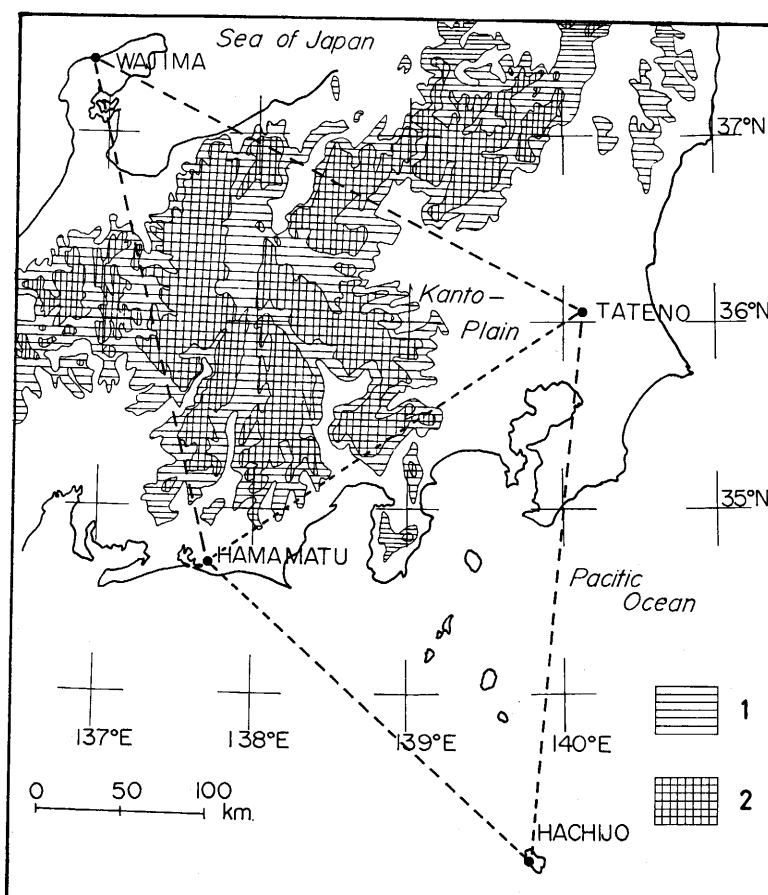 Sea of Japan
WAJIMA
37°N
Kanto-
Plain
TATENO
36°N
35°N
HAMAMATU
Pacific
Ocean
137°E
138°E
139°E
140°E
1
2
0 50 100
km.
HACHIJO